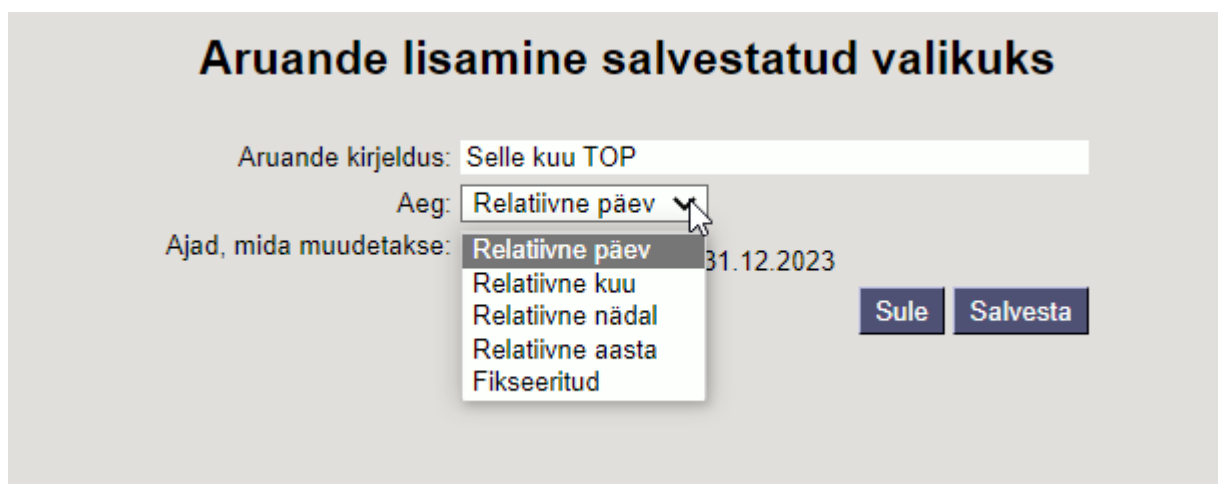 Aruande lisamine salvestatud valikuks
Aruande kirjeldus: Selle kuu TOP
Aeg: Relatiivne päev
Ajad, mida muudetakse: 31.12.2023
Relatiivne päev
Relatiivne kuu
Relatiivne nädal
Relatiivne aasta
Fikseeritud
Sule Salvesta